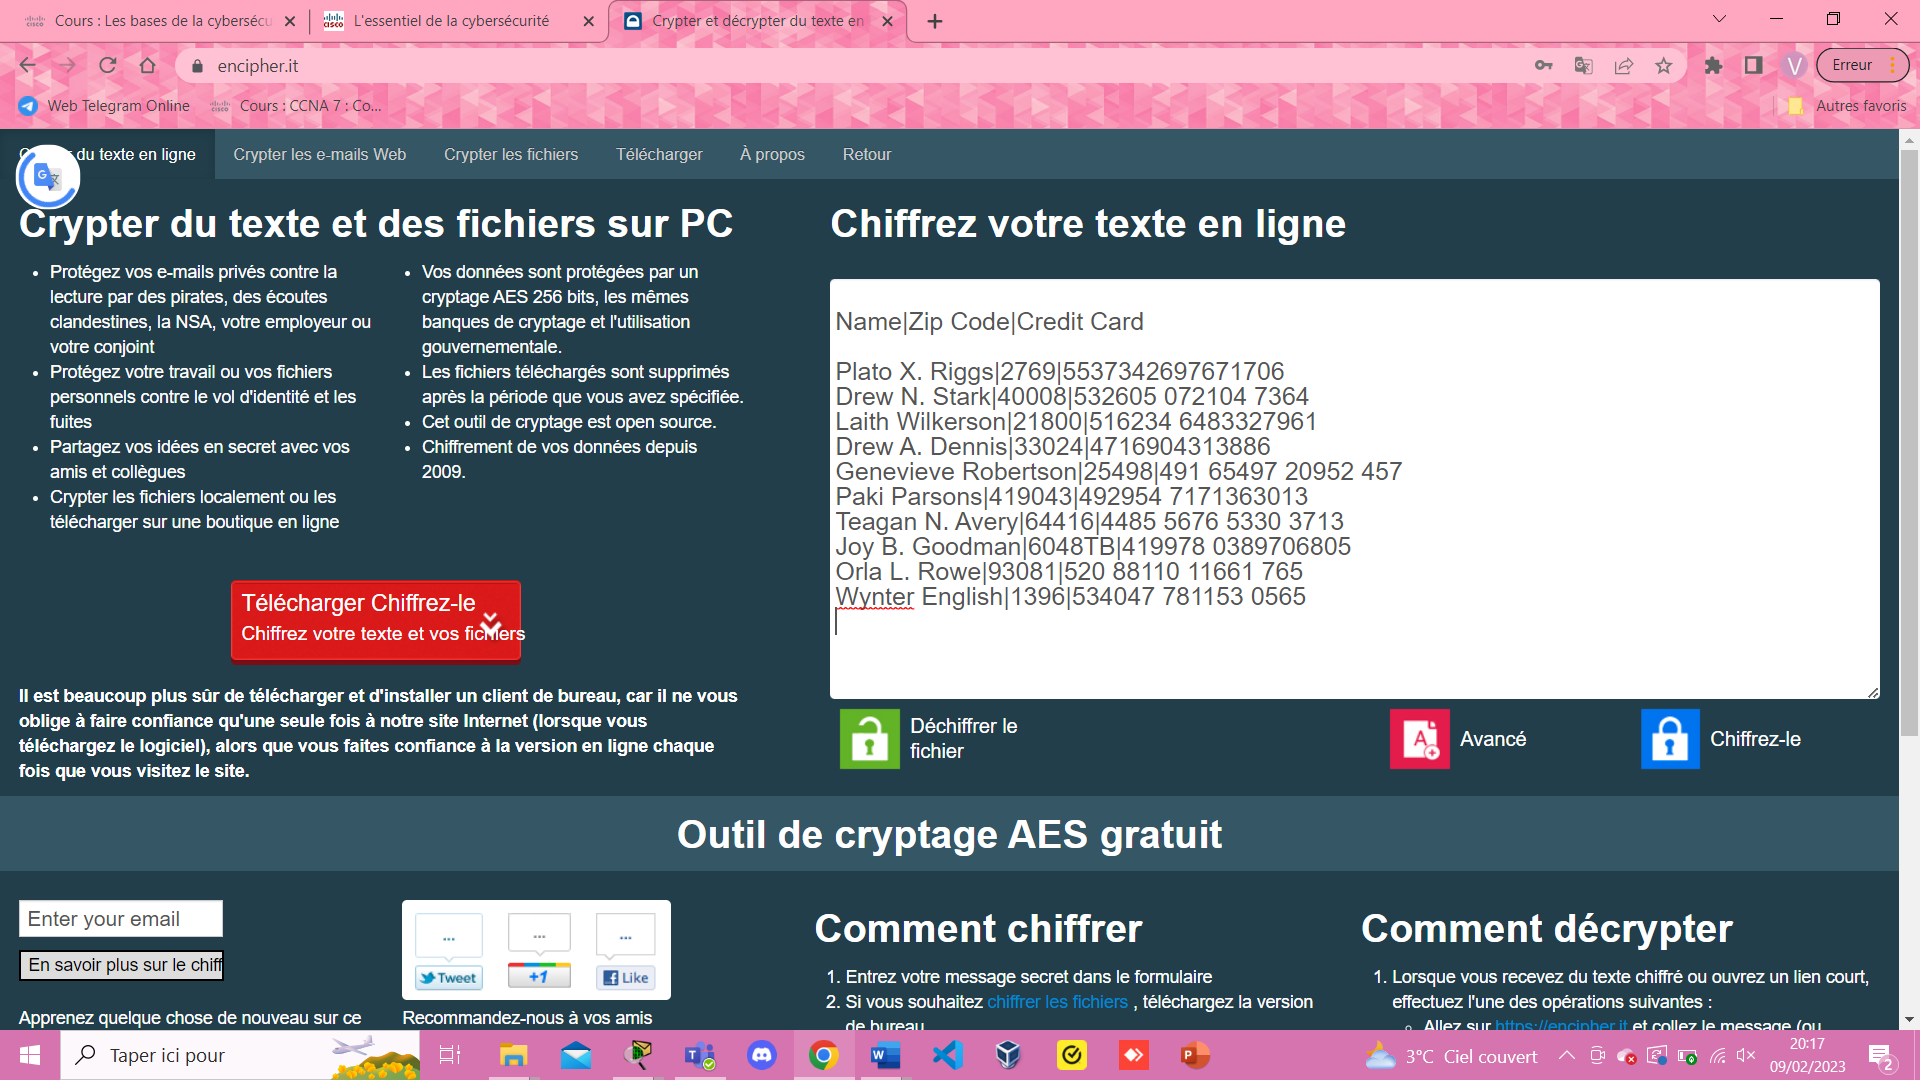 Cours : Les bases de la cybersécu
L'essentiel de la cybersécurité
Crypter et décrypter du texte en
encipher.it
V
Erreur
Web Telegram Online
Cours : CCNA 7 : Co...
Autres favoris
du texte en ligne
Crypter les e-mails Web
Crypter les fichiers
Télécharger
À propos
Retour
Crypter du texte et des fichiers sur PC
Protégez vos e-mails privés contre la
lecture par des pirates, des écoutes
clandestines, la NSA, votre employeur ou
votre conjoint
Protégez votre travail ou vos fichiers
personnels contre le vol d'identité et les
fuites
Partagez vos idées en secret avec vos
amis et collègues
Crypter les fichiers localement ou les
télécharger sur une boutique en ligne
Vos données sont protégées par un
cryptage AES 256 bits, les mêmes
banques de cryptage et l'utilisation
gouvernementale.
Les fichiers téléchargés sont supprimés
après la période que vous avez spécifiée.
Cet outil de cryptage est open source.
Chiffrement de vos données depuis
2009.
Télécharger Chiffrez-le
Chiffrez votre texte et vos fichiers
Il est beaucoup plus sûr de télécharger et d'installer un client de bureau, car il ne vous
oblige à faire confiance qu'une seule fois à notre site Internet (lorsque vous
téléchargez le logiciel), alors que vous faites confiance à la version en ligne chaque
fois que vous visitez le site.
Chiffrez votre texte en ligne
Name|Zip Code|Credit Card
Plato X. Riggs|2769|5537342697671706
Drew N. Stark|40008|532605 072104 7364
Laith Wilkerson|21800|516234 6483327961
Drew A. Dennis|33024|4716904313886
Genevieve Robertson|25498|491 65497 20952 457
Paki Parsons|419043|492954 7171363013
Teagan N. Avery|64416|4485 5676 5330 3713
Joy B. Goodman|6048TB|419978 0389706805
Orla L. Rowe|93081|520 88110 11661 765
Wynter English|1396|534047 781153 0565
Déchiffrer le
fichier
Avancé
Chiffrez-le
Outil de cryptage AES gratuit
Enter your email
En savoir plus sur le chiff
Apprenez quelque chose de nouveau sur ce
... ... ...
Tweet +1 Like
Recommandez-nous à vos amis
Comment chiffrer
1. Entrez votre message secret dans le formulaire
2. Si vous souhaitez chiffrer les fichiers , téléchargez la version
de bureau
Comment décrypter
1. Lorsque vous recevez du texte chiffré ou ouvrez un lien court,
effectuez l'une des opérations suivantes :
Allez sur https://encipher.it et collez le message (ou
Taper ici pour
3°C Ciel couvert
20:17
09/02/2023
2